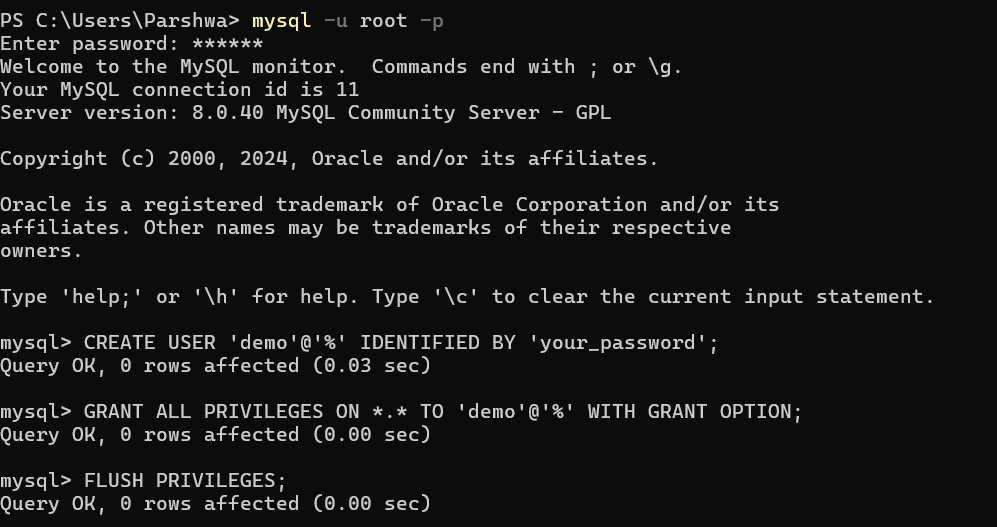 PS C:\Users\Parshwa> mysql -u root -p
Enter password: ******
Welcome to the MySQL monitor.  Commands end with ; or \g.
Your MySQL connection id is 11
Server version: 8.0.40 MySQL Community Server - GPL
Copyright (c) 2000, 2024, Oracle and/or its affiliates.
Oracle is a registered trademark of Oracle Corporation and/or its
affiliates. Other names may be trademarks of their respective
owners.
Type 'help;' or '\h' for help. Type '\c' to clear the current input statement.
mysql> CREATE USER 'demo'@'%' IDENTIFIED BY 'your_password';
Query OK, 0 rows affected (0.03 sec)
mysql> GRANT ALL PRIVILEGES ON *.* TO 'demo'@'%' WITH GRANT OPTION;
Query OK, 0 rows affected (0.00 sec)
mysql> FLUSH PRIVILEGES;
Query OK, 0 rows affected (0.00 sec)